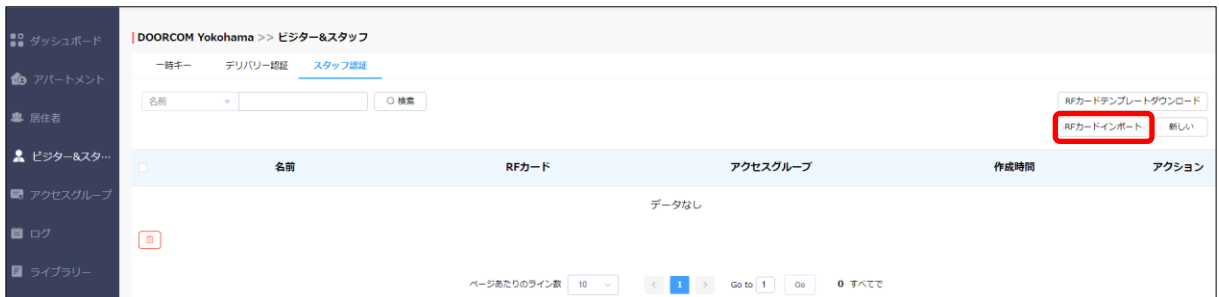 ダッシュボード
アパートメント
居住者
ビジター&スタ…
アクセスグループ
ログ
ライブラリー
DOORCOM Yokohama >> ビジター&スタッフ
一時キー デリバリー認証 スタッフ認証
名前 検索
RFカードテンプレートダウンロード
RFカードインポート 新しい
名前 RFカード アクセスグループ 作成時間 アクション
データなし
ページあたりのライン数 10 < 1 > Go to 1 Go 0 すべてで